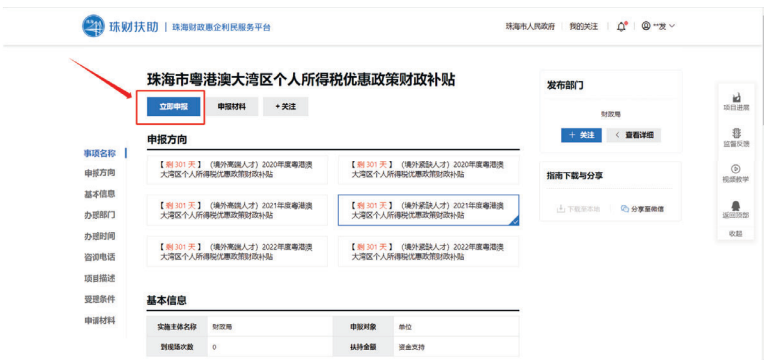 珠财扶助 | 珠海财政惠企利民服务平台
珠海市人民政府 我的关注 **发
珠海市粤港澳大湾区个人所得税优惠政策财政补贴
立即申报 申报材料 + 关注
申报方向
【 剩 301 天 】 （境外高端人才）2020年度粤港澳
大湾区个人所得税优惠政策财政补贴
【 剩 301 天 】 （境外紧缺人才）2020年度粤港澳
大湾区个人所得税优惠政策财政补贴
【 剩 301 天 】 （境外高端人才）2021年度粤港澳
大湾区个人所得税优惠政策财政补贴
【 剩 301 天 】 （境外紧缺人才）2021年度粤港澳
大湾区个人所得税优惠政策财政补贴
【 剩 301 天 】 （境外高端人才）2022年度粤港澳
大湾区个人所得税优惠政策财政补贴
【 剩 301 天 】 （境外紧缺人才）2022年度粤港澳
大湾区个人所得税优惠政策财政补贴
基本信息
实施主体名称 财政局 申报对象 单位
到现场次数 0 扶持金额 资金支持
事项名称
申报方向
基本信息
办理部门
办理时间
咨询电话
项目描述
受理条件
申请材料
发布部门
财政局
+ 关注 < 查看详细
指南下载与分享
下载至本地 分享至微信
项目进展
监督反馈
视频教学
返回顶部
收起